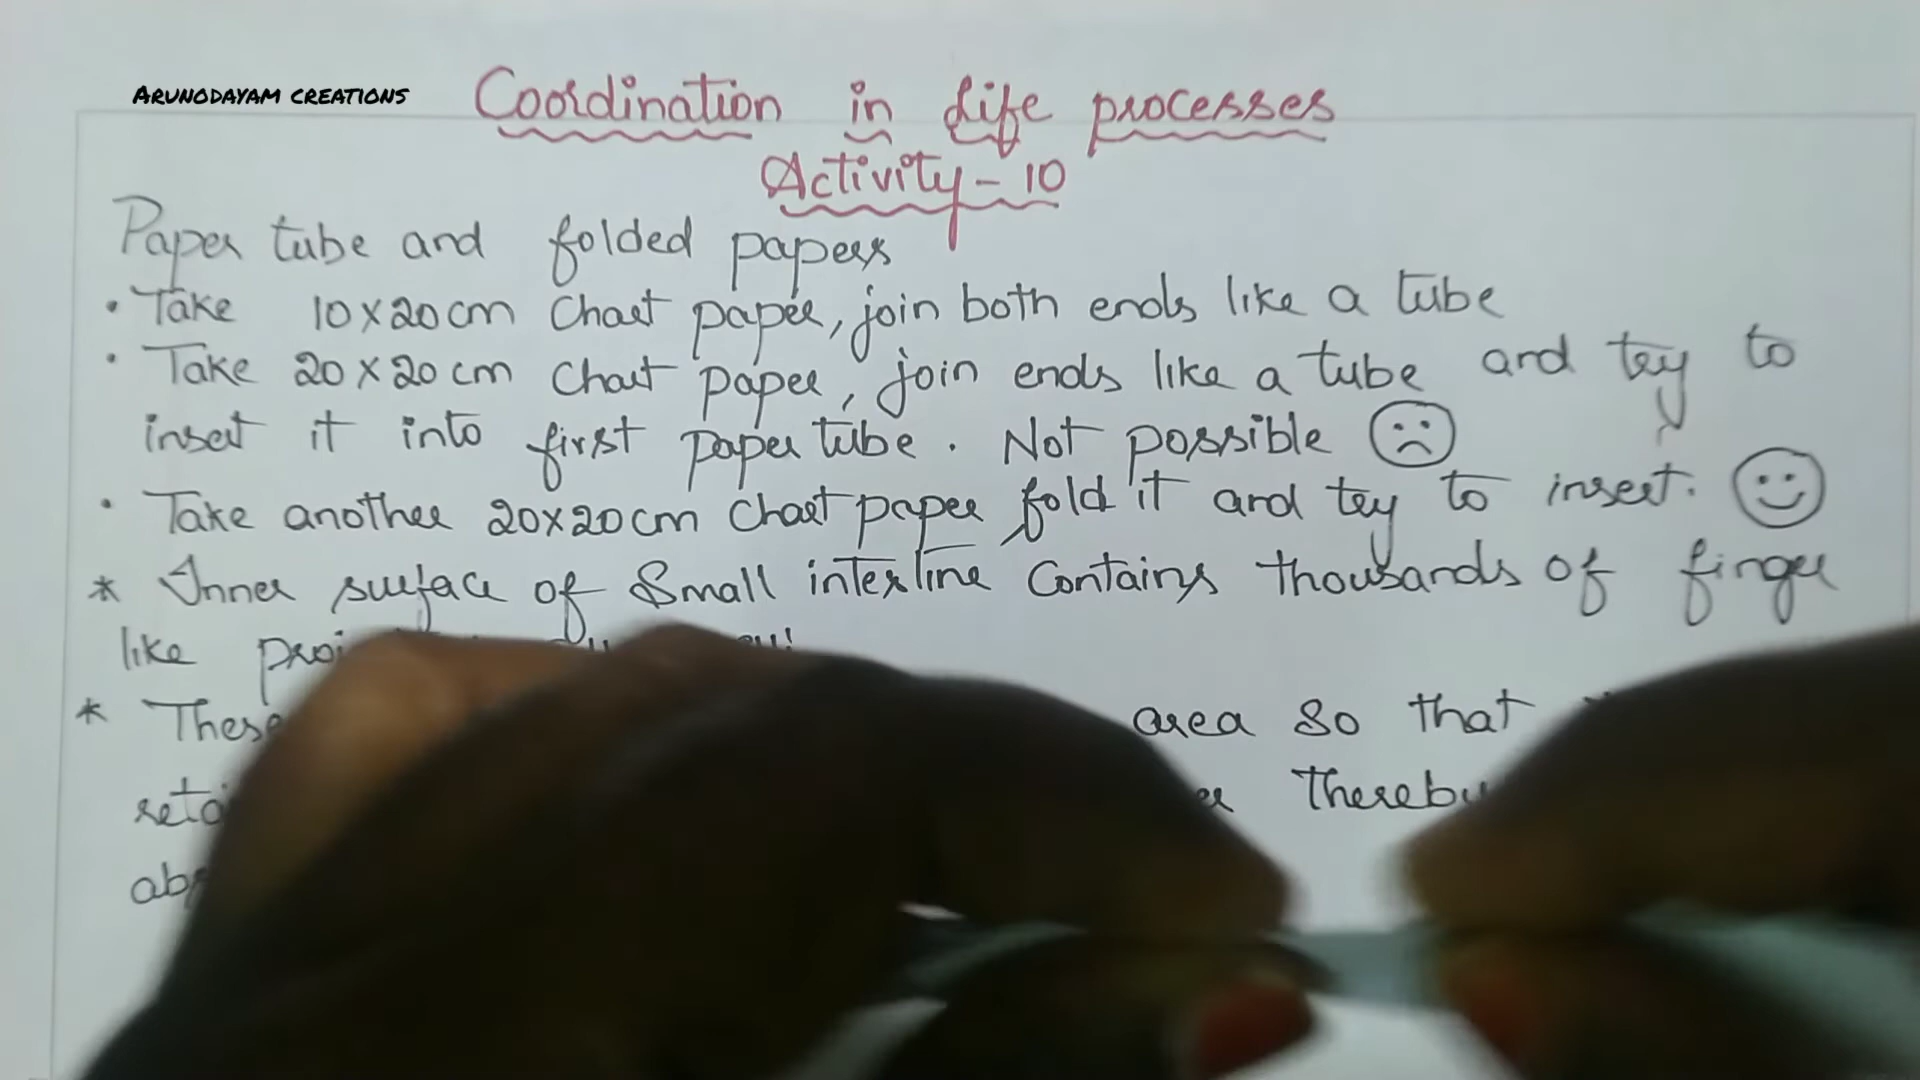 ARUNODAYAM CREATIONS
Coordination in Life processes
Activity - 10
Paper tube and folded papers
• Take 10x20cm Chart paper, join both ends like a tube
• Take 20x20cm Chart paper, join ends like a tube and try to
insert it into first paper tube. Not possible ☹
• Take another 20x20cm Chart paper fold it and try to insert. ☺
* Inner surface of Small intestine Contains thousands of finger
like
* These area so that
thereby